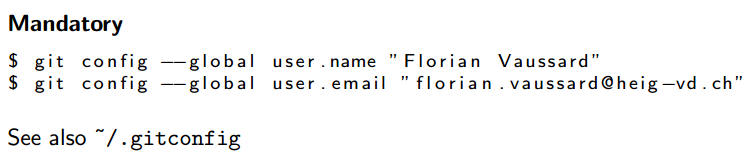 Mandatory
$ git config --global user.name "Florian Vaussard"
$ git config --global user.email "florian.vaussard@heig-vd.ch"
See also ~/.gitconfig